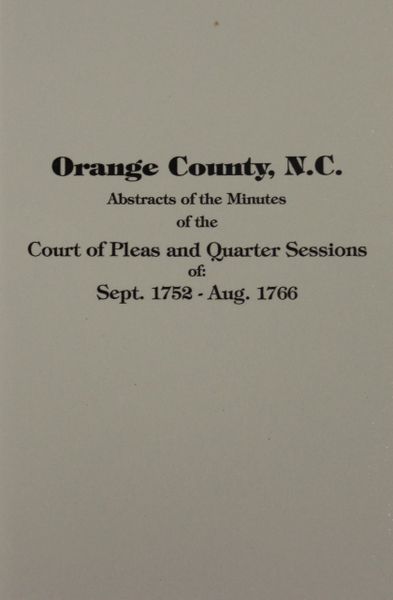 Orange County, N.C.
Abstracts of the Minutes
of the
Court of Pleas and Quarter Sessions
of:
Sept. 1752 - Aug. 1766